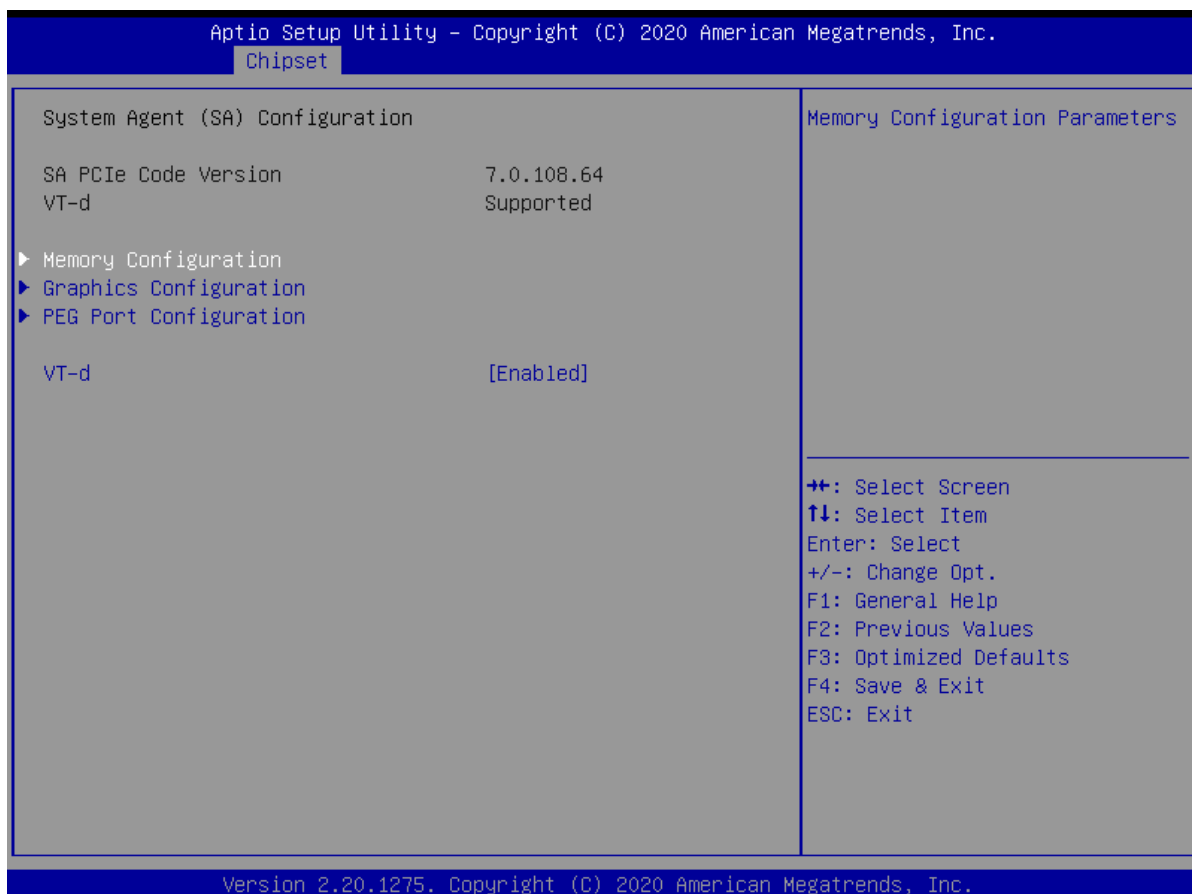 Aptio Setup Utility – Copyright (C) 2020 American Megatrends, Inc.
Chipset
System Agent (SA) Configuration
SA PCIe Code Version 7.0.108.64
VT-d Supported
▶ Memory Configuration
▶ Graphics Configuration
▶ PEG Port Configuration
VT-d [Enabled]
Memory Configuration Parameters
→←: Select Screen
↑↓: Select Item
Enter: Select
+/-: Change Opt.
F1: General Help
F2: Previous Values
F3: Optimized Defaults
F4: Save & Exit
ESC: Exit
Version 2.20.1275. Copyright (C) 2020 American Megatrends, Inc.